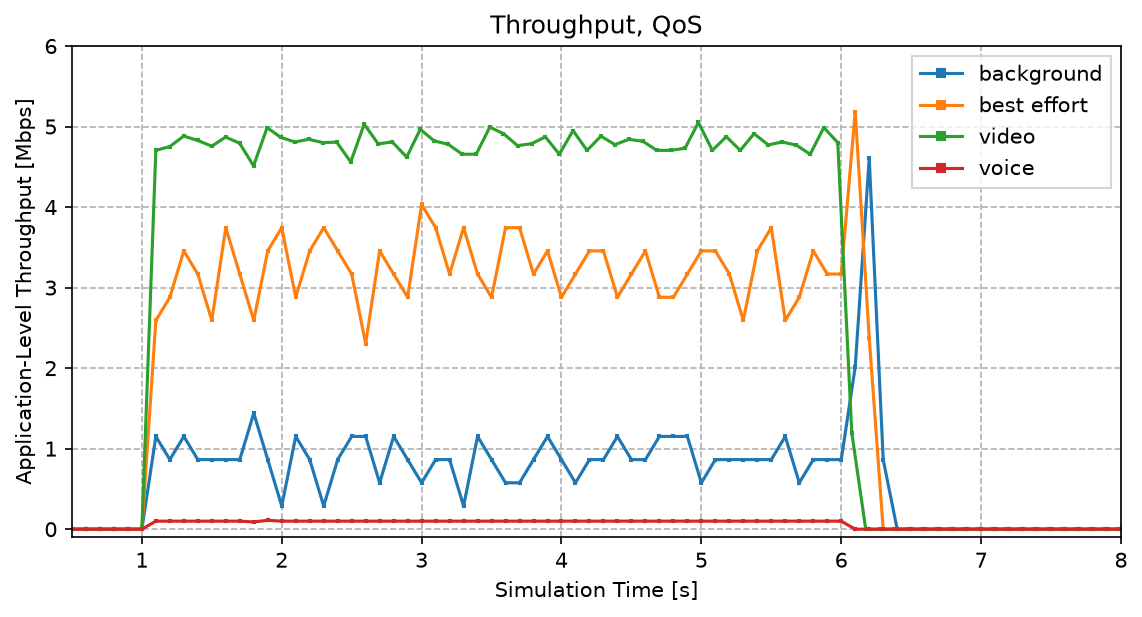 Throughput, QoS
Application-Level Throughput [Mbps]
6
5
4
3
2
1
0
background
best effort
video
voice
1 2 3 4 5 6 7 8
Simulation Time [s]